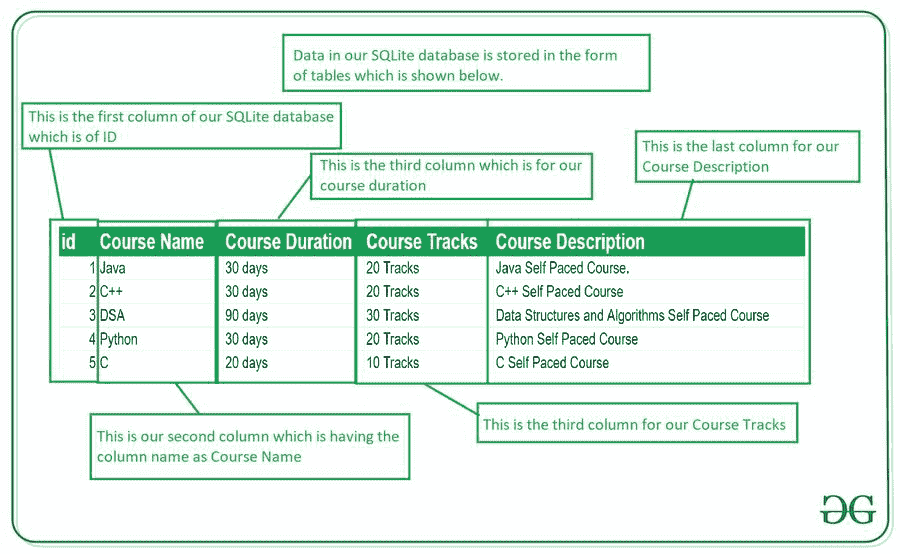 Data in our SQLite database is stored in the form
of tables which is shown below.
This is the first column of our SQLite database
which is of ID
This is the third column which is for our
course duration
This is the last column for our
Course Description
id Course Name Course Duration Course Tracks Course Description
1 Java 30 days 20 Tracks Java Self Paced Course.
2 C++ 30 days 20 Tracks C++ Self Paced Course
3 DSA 90 days 30 Tracks Data Structures and Algorithms Self Paced Course
4 Python 30 days 20 Tracks Python Self Paced Course
5 C 20 days 10 Tracks C Self Paced Course
This is our second column which is having the
column name as Course Name
This is the third column for our Course Tracks